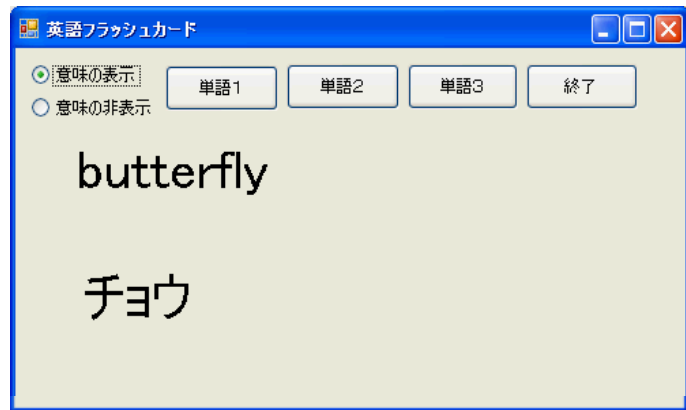 英語フラッシュカード
意味の表示 単語1 単語2 単語3 終了
意味の非表示
butterfly
チョウ